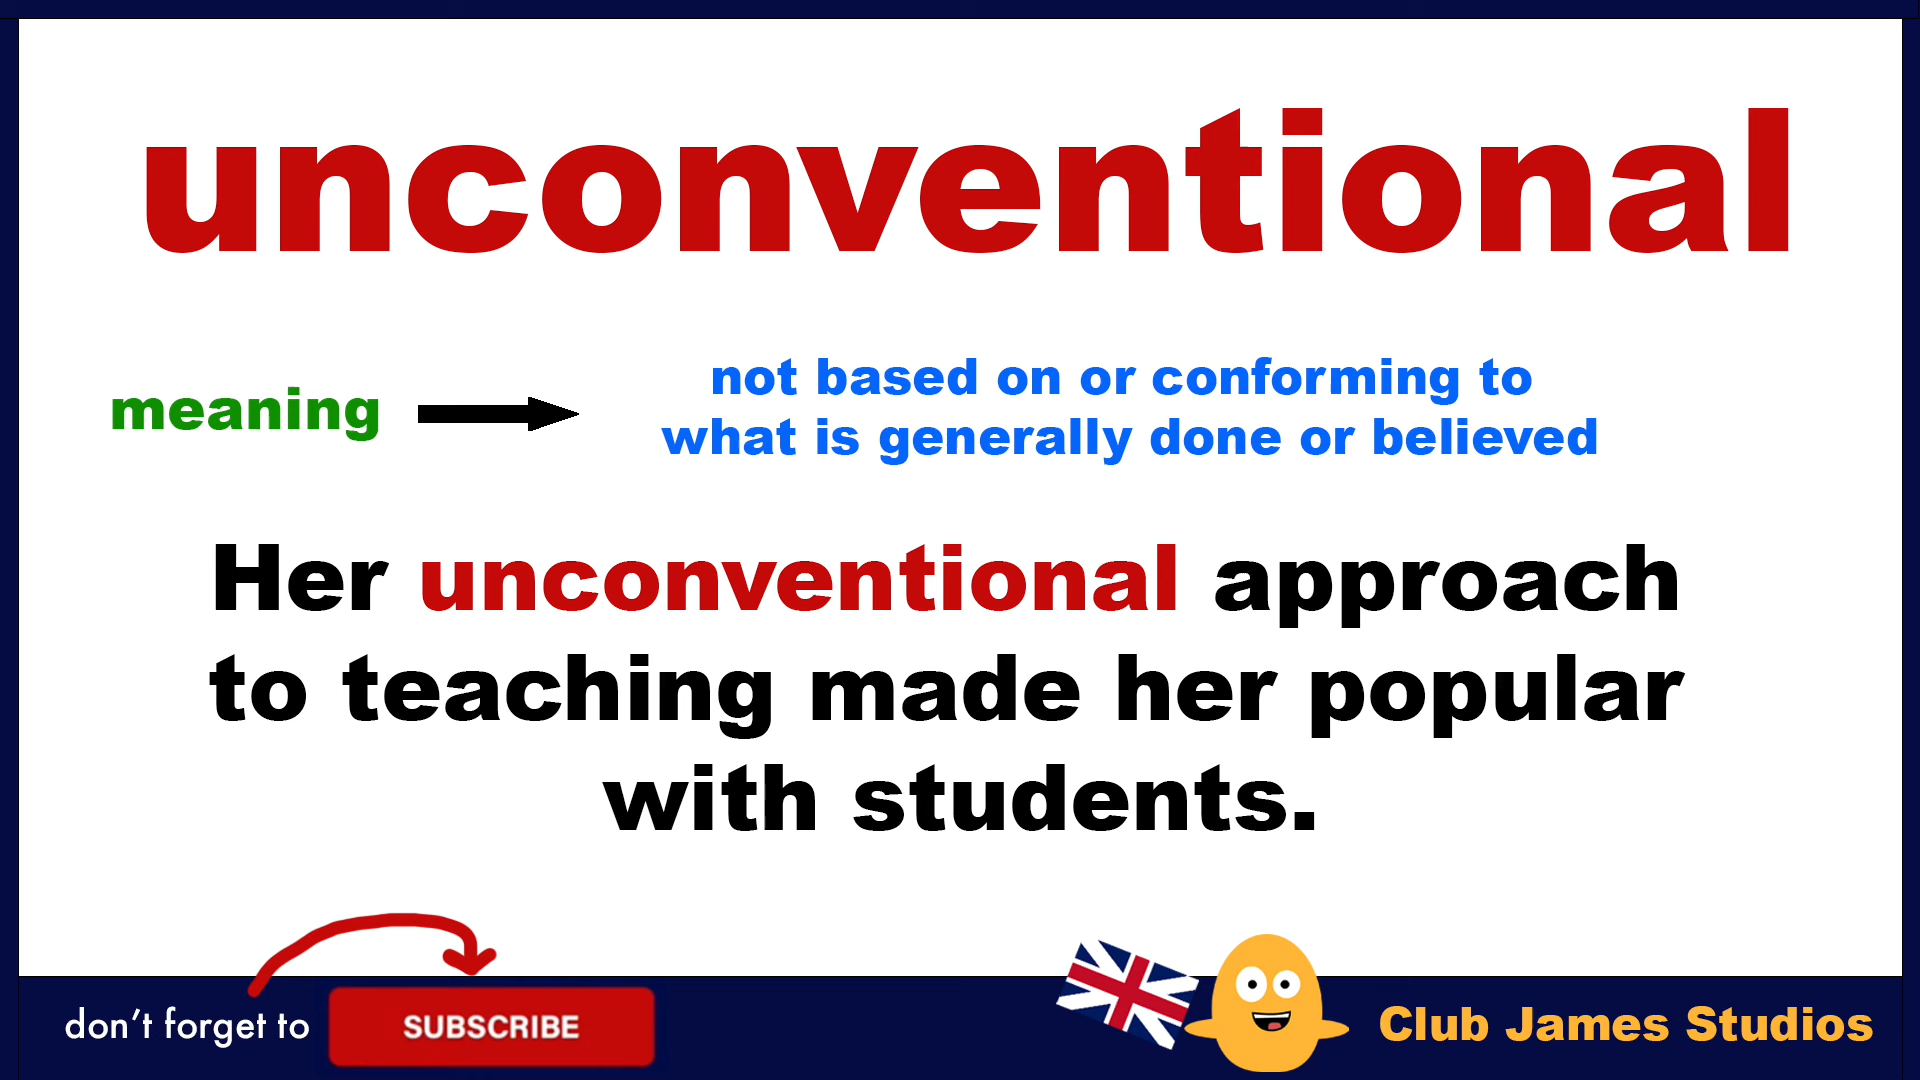 unconventional
meaning
not based on or conforming to
what is generally done or believed
Her unconventional approach
to teaching made her popular
with students.
don't forget to
SUBSCRIBE
Club James Studios